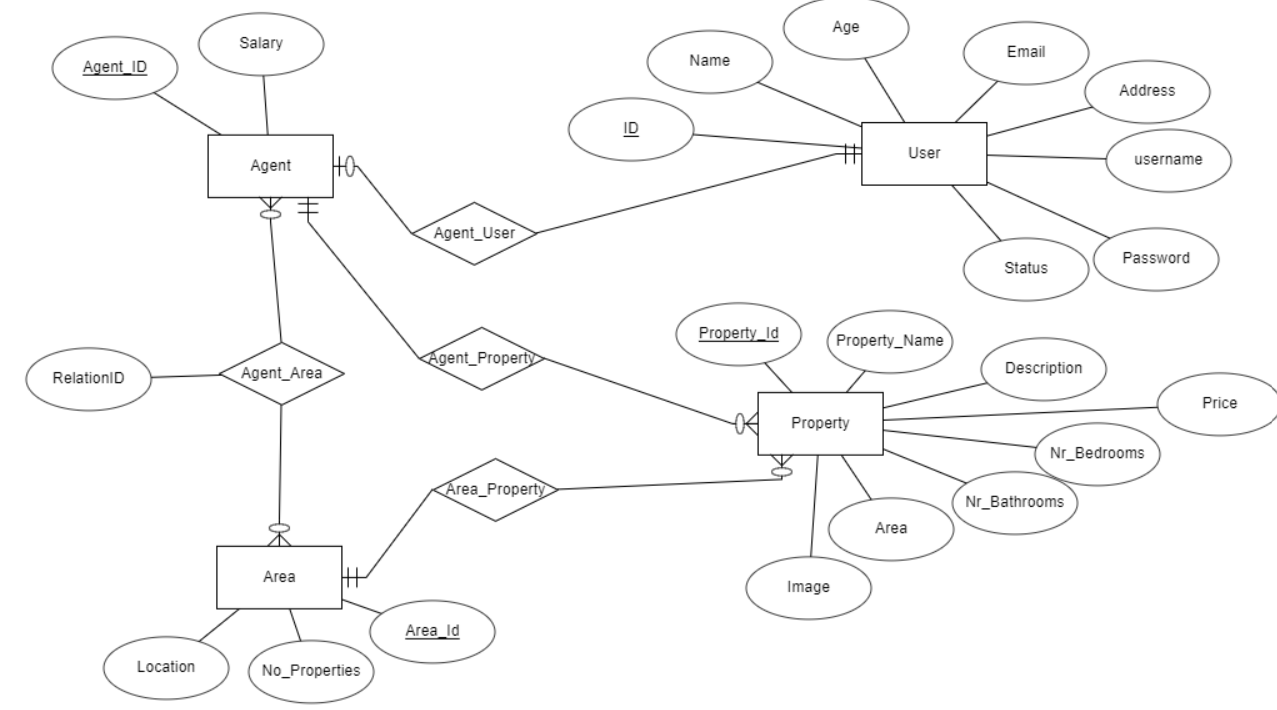 Salary
Agent_ID
Agent
Age
Name
Email
Address
ID
User
username
Agent_User
Status
Password
Property_Id
Property_Name
Agent_Property
Description
RelationID
Agent_Area
Price
Property
Nr_Bedrooms
Area_Property
Nr_Bathrooms
Area
Area
Image
Area_Id
Location
No_Properties